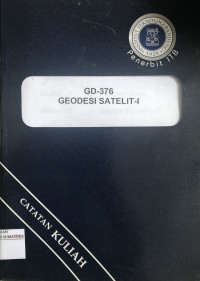 Penerbit ITB
GD-376
GEODESI SATELIT-I
CATATAN KULIAH